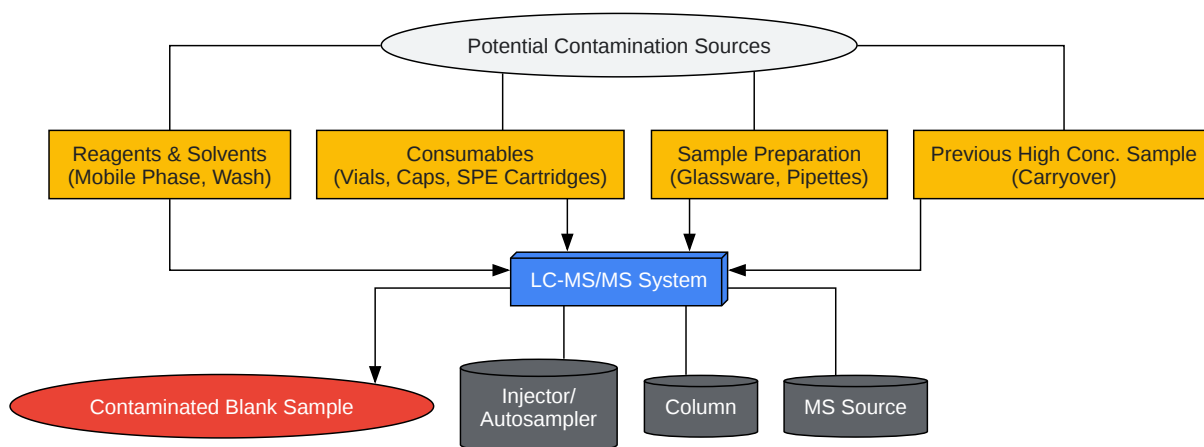 Potential Contamination Sources
Reagents & Solvents
(Mobile Phase, Wash)
Consumables
(Vials, Caps, SPE Cartridges)
Sample Preparation
(Glassware, Pipettes)
Previous High Conc. Sample
(Carryover)
LC-MS/MS System
Contaminated Blank Sample
Injector/
Autosampler
Column
MS Source